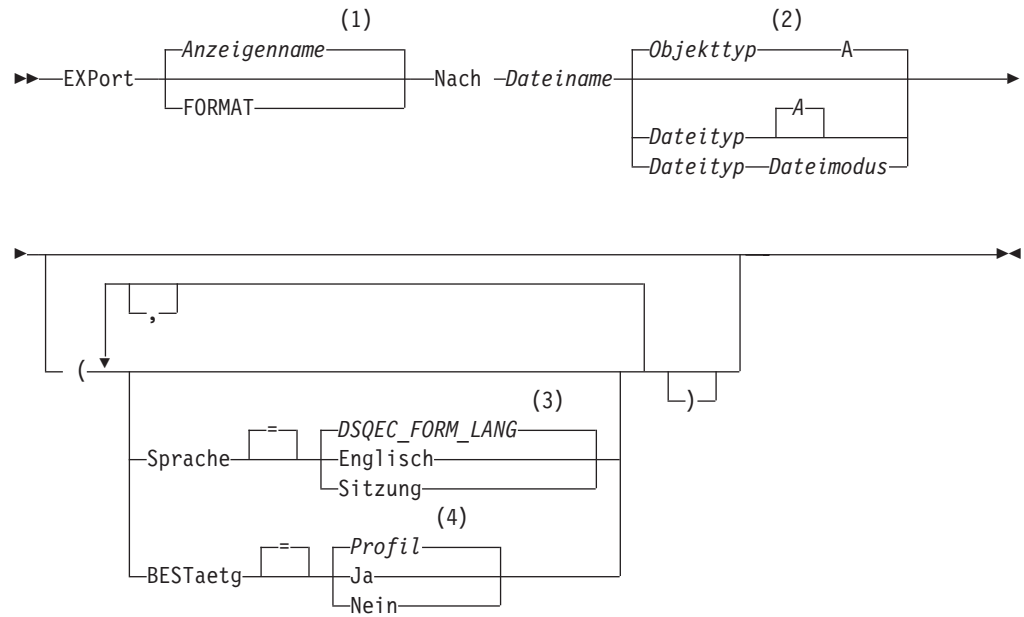 (1) (2)
Anzeigenname Objekttyp A
EXPort Nach Dateiname
FORMAT A
Dateityp
Dateityp Dateimodus
,
( )
(3)
= DSQEC_FORM_LANG
Sprache Englisch
Sitzung
(4)
= Profil
BESTaetg Ja
Nein